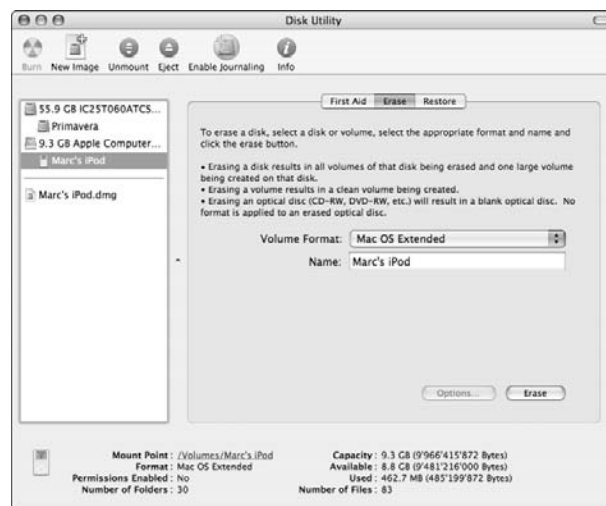 Disk Utility
Burn New Image Unmount Eject Enable Journaling Info
55.9 GB IC25T060ATCS...
Primavera
9.3 GB Apple Computer...
Marc's iPod
Marc's iPod.dmg
First Aid Erase Restore
To erase a disk, select a disk or volume, select the appropriate format and name and
click the erase button.
• Erasing a disk results in all volumes of that disk being erased and one large volume
being created on that disk.
• Erasing a volume results in a clean volume being created.
• Erasing an optical disc (CD-RW, DVD-RW, etc.) will result in a blank optical disc. No
format is applied to an erased optical disc.
Volume Format: Mac OS Extended
Name: Marc's iPod
Options... Erase
Mount Point : /Volumes/Marc's iPod
Format : Mac OS Extended
Permissions Enabled : No
Number of Folders : 30
Capacity : 9.3 GB (9'966'415'872 Bytes)
Available : 8.8 GB (9'481'216'000 Bytes)
Used : 462.7 MB (485'199'872 Bytes)
Number of Files : 83